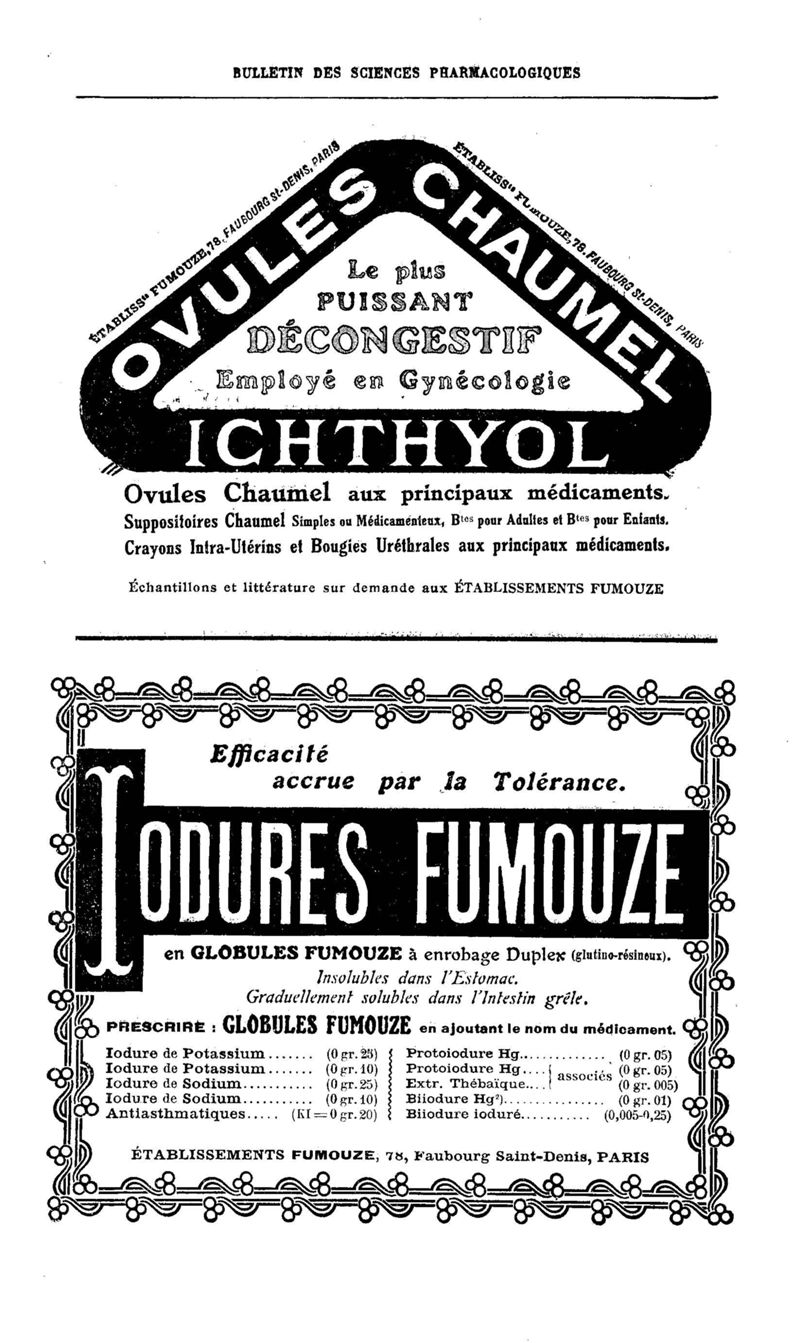 BULLETIN DES SCIENCES PHARMACOLOGIQUES
ÉTABLISSts FUMOUZE, 78, FAUBOURG St-DENIS, PARIS
ÉTABLISSts FUMOUZE, 78, FAUBOURG St-DENIS, PARIS
OVULES CHAUMEL
Le plus
PUISSANT
DÉCONGESTIF
Employé en Gynécologie
ICHTHYOL
Ovules Chaumel aux principaux médicaments.
Suppositoires Chaumel Simples ou Médicamenteux, Btes pour Adultes et Btes pour Enfants.
Crayons Intra-Utérins et Bougies Uréthrales aux principaux médicaments.
Échantillons et littérature sur demande aux ÉTABLISSEMENTS FUMOUZE
Efficacité
accrue par la Tolérance.
IODURES FUMOUZE
en GLOBULES FUMOUZE à enrobage Duplex (glutino-résineux).
Insolubles dans l'Estomac.
Graduellement solubles dans l'Intestin grêle.
PRESCRIRE : GLOBULES FUMOUZE en ajoutant le nom du médicament.
Iodure de Potassium....... (0 gr. 25)
Iodure de Potassium....... (0 gr. 10)
Iodure de Sodium........... (0 gr. 25)
Iodure de Sodium........... (0 gr. 10)
Antiasthmatiques..... (KI = 0 gr. 20)
Protoiodure Hg.............. (0 gr. 05)
Protoiodure Hg.... } associés (0 gr. 05)
Extr. Thébaïque... } (0 gr. 005)
Biiodure Hg²)................ (0 gr. 01)
Biiodure ioduré........... (0,005-0,25)
ÉTABLISSEMENTS FUMOUZE, 78, Faubourg Saint-Denis, PARIS